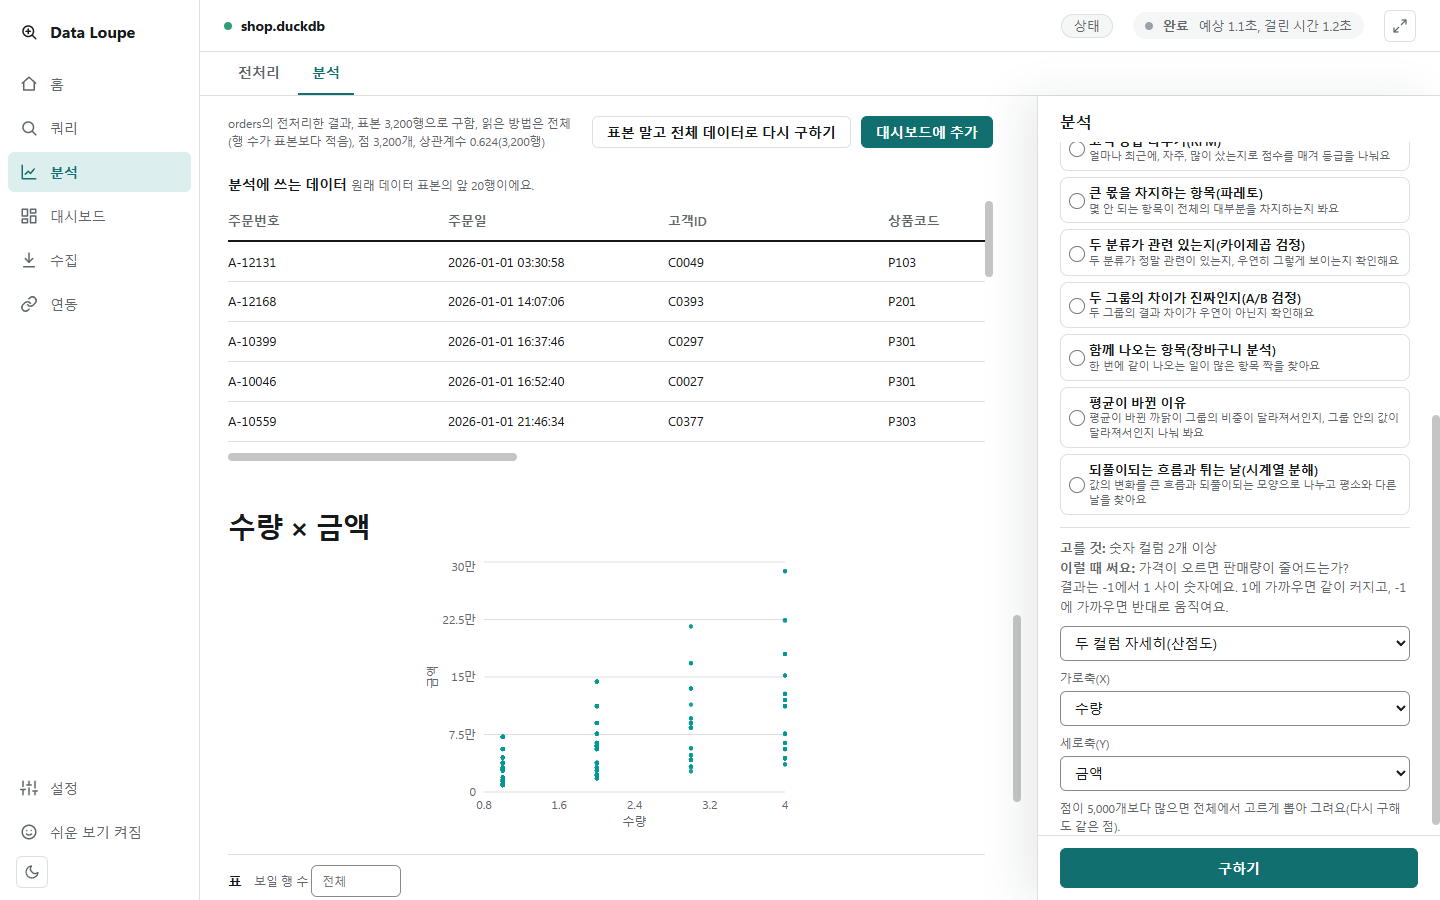 Data Loupe
홈
쿼리
분석
대시보드
수집
연동
설정
쉬운 보기 켜짐
shop.duckdb
상태
완료 예상 1.1초, 걸린 시간 1.2초
전처리
분석
orders의 전처리한 결과, 표본 3,200행으로 구함, 읽은 방법은 전체
(행 수가 표본보다 적음), 점 3,200개, 상관계수 0.624(3,200행)
표본 말고 전체 데이터로 다시 구하기
대시보드에 추가
분석에 쓰는 데이터 원래 데이터 표본의 앞 20행이에요.
주문번호 주문일 고객ID 상품코드
A-12131 2026-01-01 03:30:58 C0049 P103
A-12168 2026-01-01 14:07:06 C0393 P201
A-10399 2026-01-01 16:37:46 C0297 P301
A-10046 2026-01-01 16:52:40 C0027 P301
A-10559 2026-01-01 21:46:34 C0377 P303
수량 × 금액
30만
22.5만
15만
7.5만
0
금액
0.8 1.6 2.4 3.2 4
수량
표 보일 행 수 전체
분석
얼마나 최근에, 자주, 많이 샀는지로 점수를 매겨 등급을 나눠요
큰 몫을 차지하는 항목(파레토)
몇 안 되는 항목이 전체의 대부분을 차지하는지 봐요
두 분류가 관련 있는지(카이제곱 검정)
두 분류가 정말 관련이 있는지, 우연히 그렇게 보이는지 확인해요
두 그룹의 차이가 진짜인지(A/B 검정)
두 그룹의 결과 차이가 우연이 아닌지 확인해요
함께 나오는 항목(장바구니 분석)
한 번에 같이 나오는 일이 많은 항목 짝을 찾아요
평균이 바뀐 이유
평균이 바뀐 까닭이 그룹의 비중이 달라져서인지, 그룹 안의 값이
달라져서인지 나눠 봐요
되풀이되는 흐름과 튀는 날(시계열 분해)
값의 변화를 큰 흐름과 되풀이되는 모양으로 나누고 평소와 다른
날을 찾아요
고를 것: 숫자 컬럼 2개 이상
이럴 때 써요: 가격이 오르면 판매량이 줄어드는가?
결과는 -1에서 1 사이 숫자예요. 1에 가까우면 같이 커지고, -1
에 가까우면 반대로 움직여요.
두 컬럼 자세히(산점도)
가로축(X)
수량
세로축(Y)
금액
점이 5,000개보다 많으면 전체에서 고르게 뽑아 그려요(다시 구해
도 같은 점).
구하기